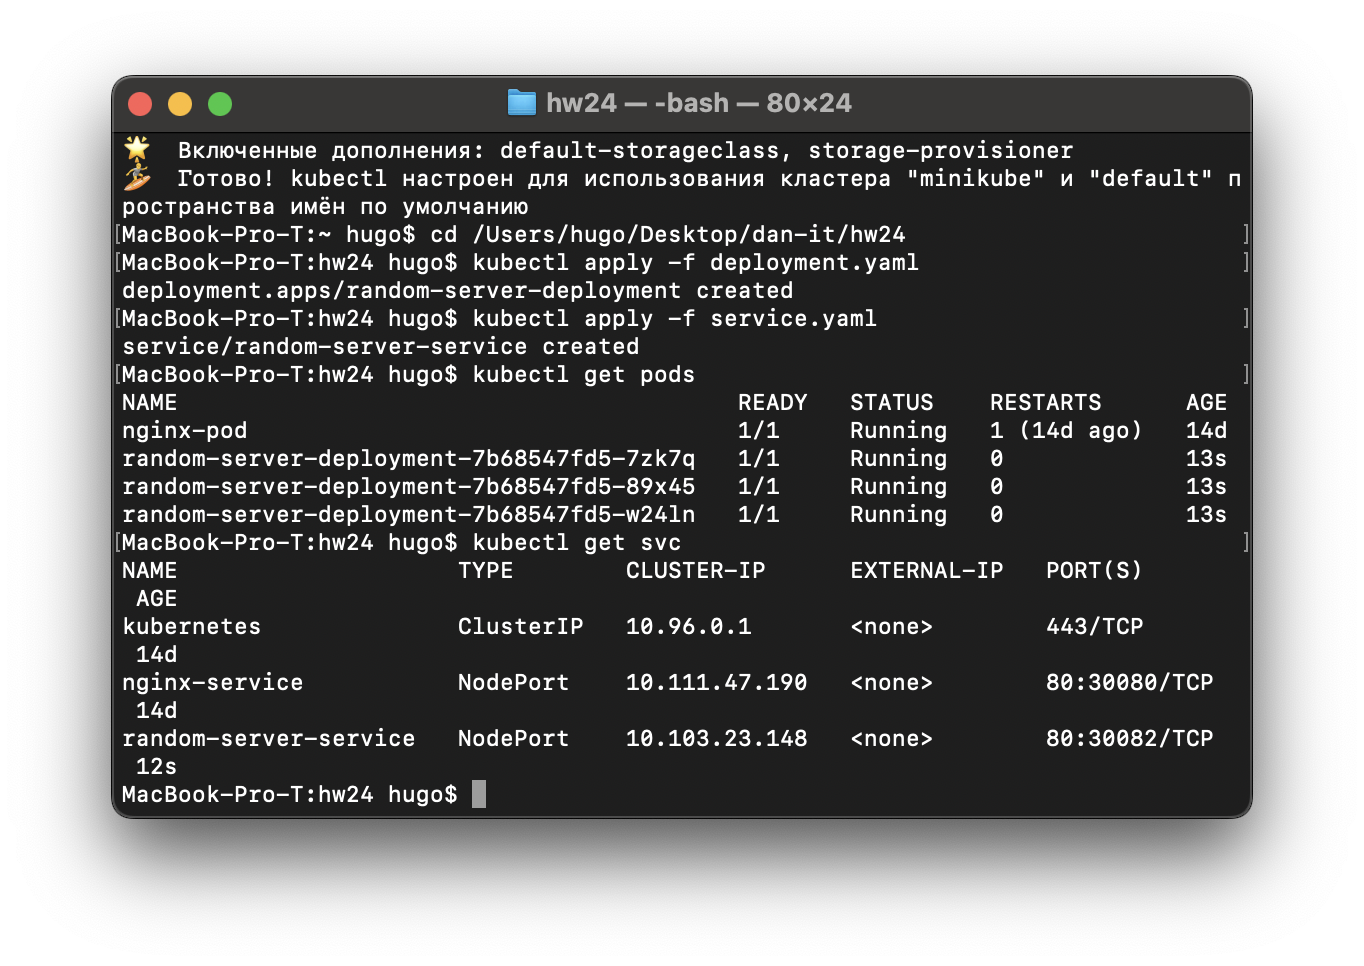 hw24 — -bash — 80×24
🌟  Включенные дополнения: default-storageclass, storage-provisioner
🏄  Готово! kubectl настроен для использования кластера "minikube" и "default" п
ространства имён по умолчанию
[MacBook-Pro-T:~ hugo$ cd /Users/hugo/Desktop/dan-it/hw24 ]
[MacBook-Pro-T:hw24 hugo$ kubectl apply -f deployment.yaml ]
deployment.apps/random-server-deployment created
[MacBook-Pro-T:hw24 hugo$ kubectl apply -f service.yaml ]
service/random-server-service created
[MacBook-Pro-T:hw24 hugo$ kubectl get pods ]
NAME READY STATUS RESTARTS AGE
nginx-pod 1/1 Running 1 (14d ago) 14d
random-server-deployment-7b68547fd5-7zk7q 1/1 Running 0 13s
random-server-deployment-7b68547fd5-89x45 1/1 Running 0 13s
random-server-deployment-7b68547fd5-w24ln 1/1 Running 0 13s
[MacBook-Pro-T:hw24 hugo$ kubectl get svc ]
NAME TYPE CLUSTER-IP EXTERNAL-IP PORT(S)
AGE
kubernetes ClusterIP 10.96.0.1 <none> 443/TCP
14d
nginx-service NodePort 10.111.47.190 <none> 80:30080/TCP
14d
random-server-service NodePort 10.103.23.148 <none> 80:30082/TCP
12s
MacBook-Pro-T:hw24 hugo$